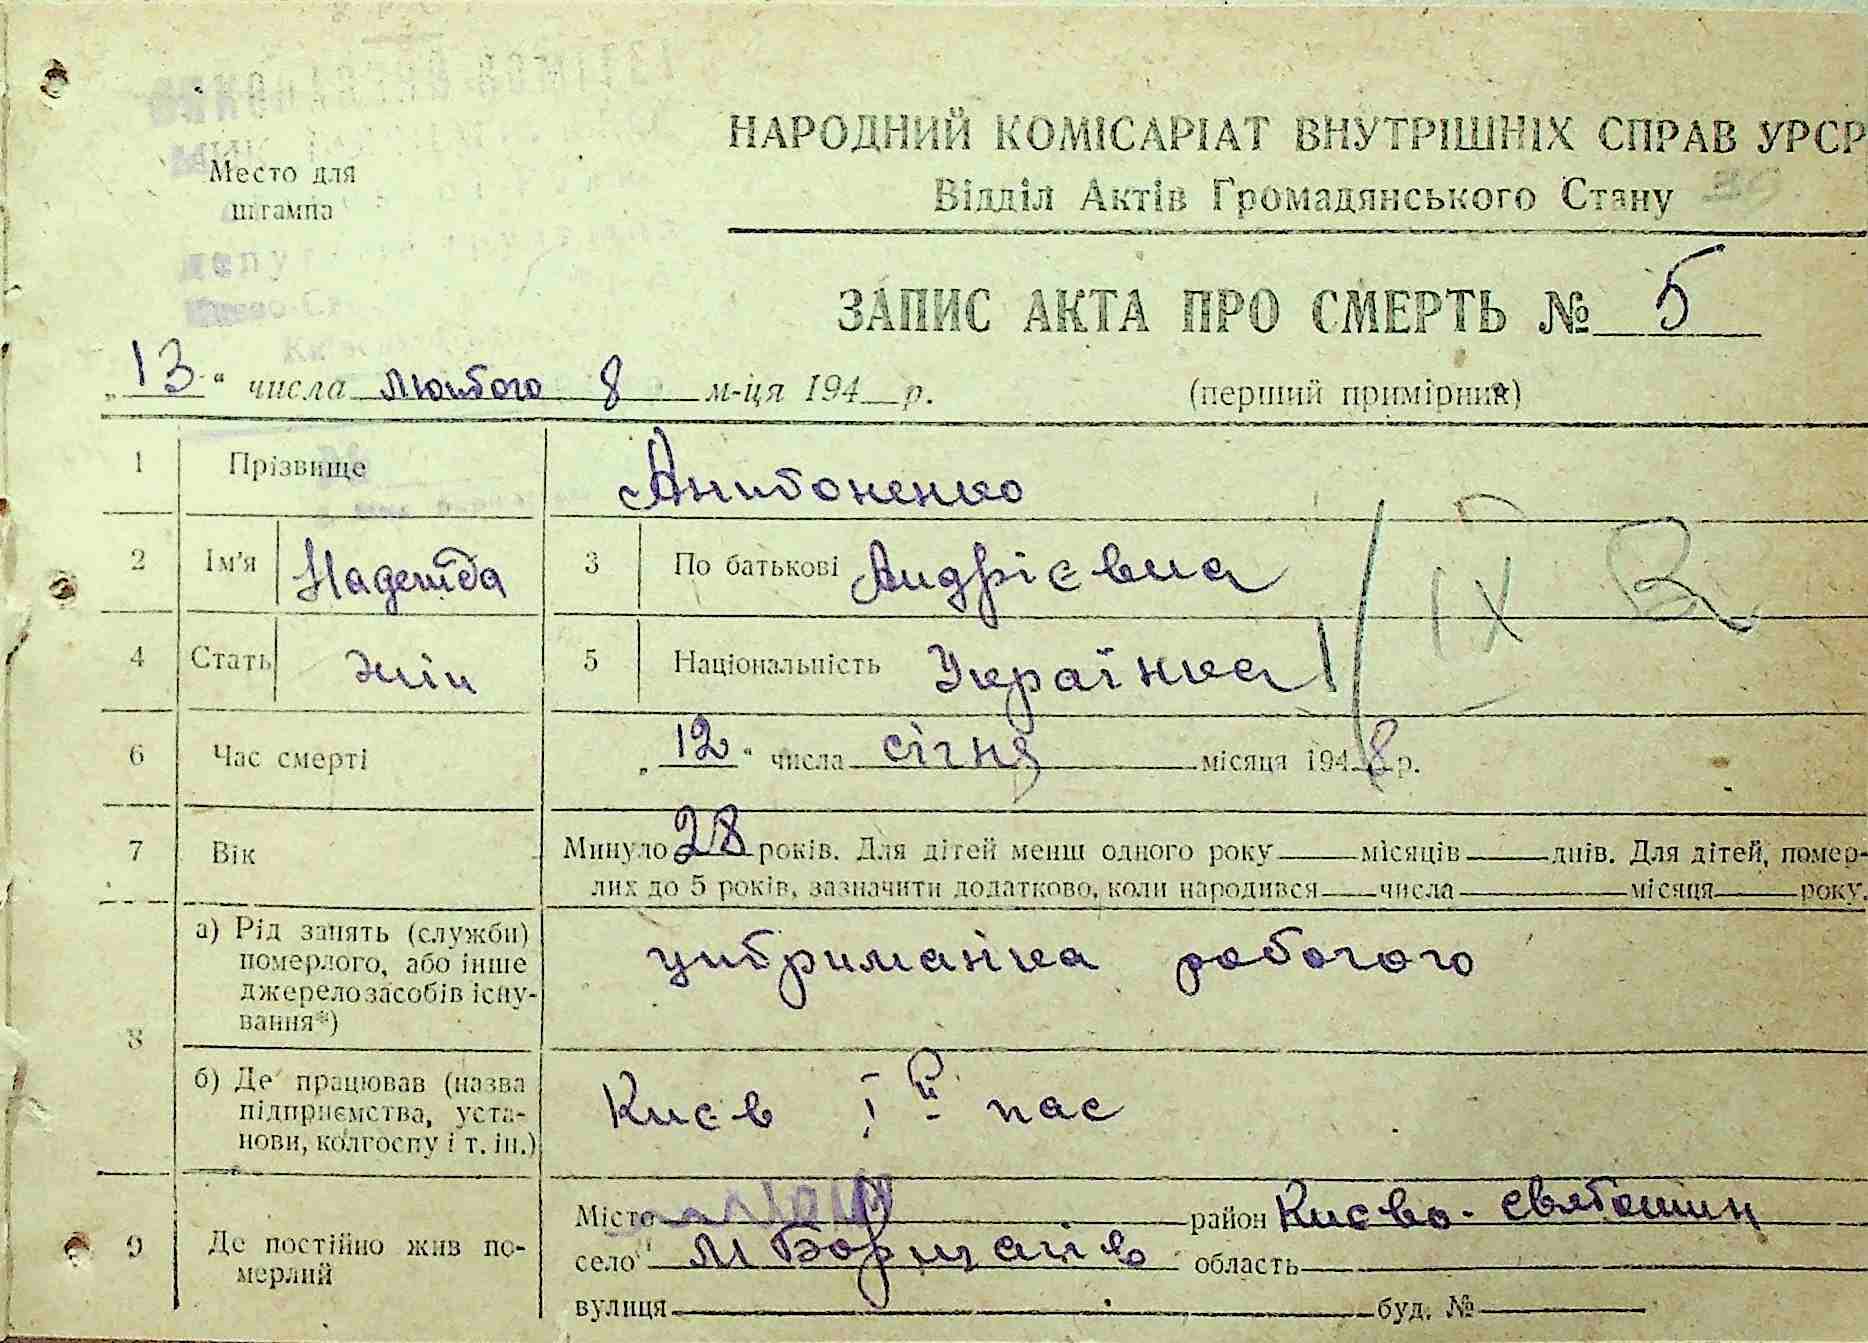 Место для
штампа
НАРОДНИЙ КОМІСАРІАТ ВНУТРІШНІХ СПРАВ УРСР
Відділ Актів Громадянського Стану
ЗАПИС АКТА ПРО СМЕРТЬ № 5
„13“ числа лютого 8 м-ця 194 р. (перший примірник)
1 Прізвище Антоненко
2 Ім'я Надежда 3 По батькові Андрієвна
4 Стать жін 5 Національність Українка
6 Час смерті „12“ числа січня місяця 1948 р.
7 Вік Минуло 28 років. Для дітей менш одного року місяців днів. Для дітей, помер-
лих до 5 років, зазначити додатково, коли народився числа місяця року.
8 а) Рід занять (служби)
померлого, або інше
джерело засобів існу-
вання*)
утриманка робочого
б) Де працював (назва
підприємства, уста-
нови, колгоспу і т. ін.)
Києв
9 Де постійно жив по-
мерлий
Місто район Києво-Святошин
село М Борщагів область
вулиця буд. №